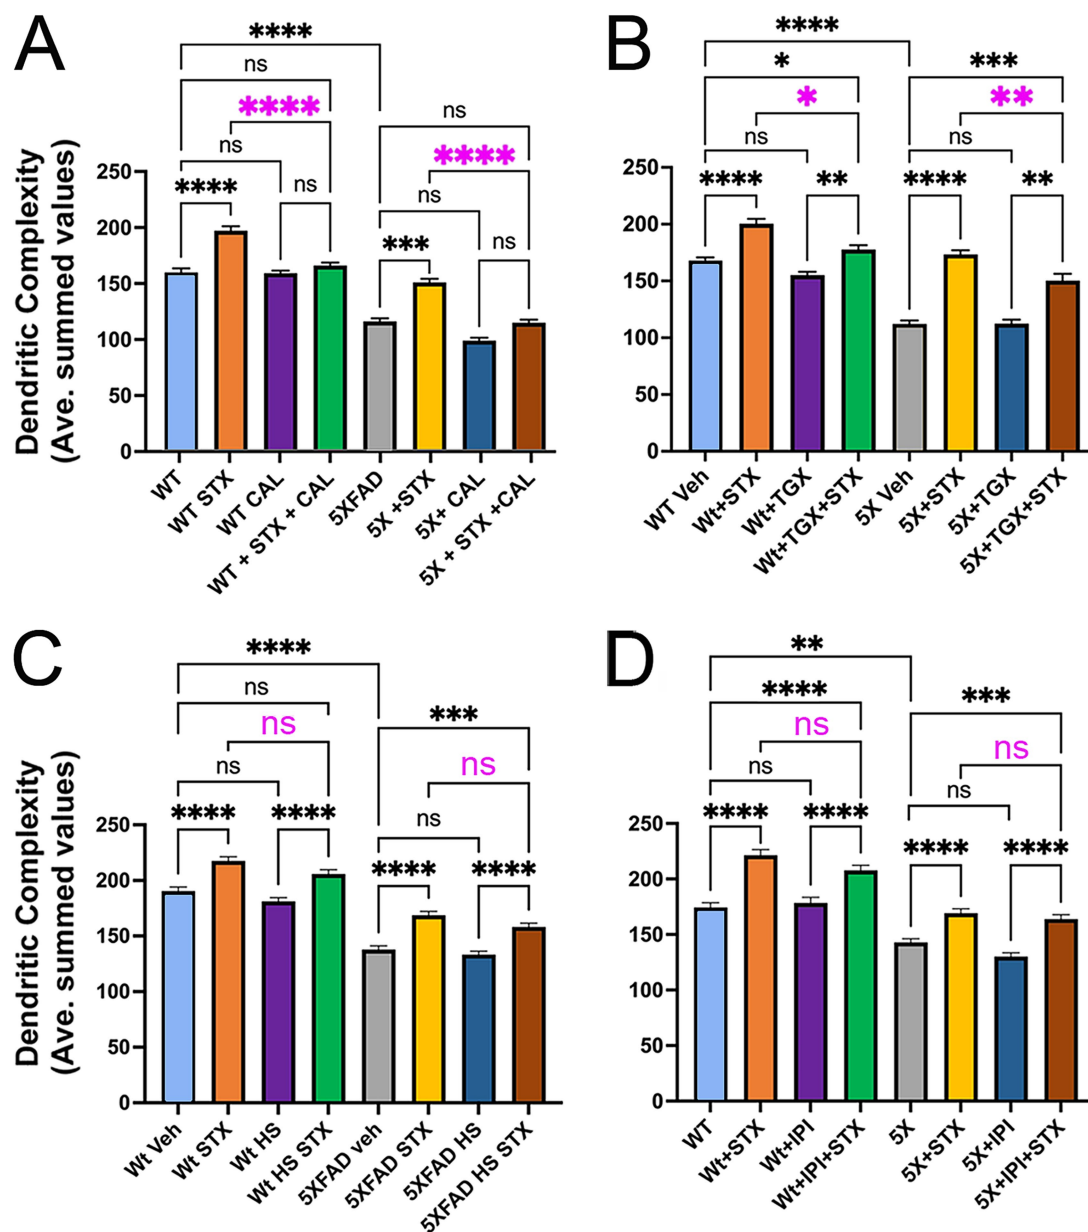 A
****
ns
****
ns
ns
****
ns
****
ns
***
ns
Dendritic Complexity
(Ave. summed values)
250
200
150
100
50
0
WT
WT STX
WT CAL
WT + STX + CAL
5XFAD
5X +STX
5X+ CAL
5X + STX +CAL
B
****
*
***
*
**
ns
ns
****
**
****
**
250
200
150
100
50
0
WT Veh
Wt+STX
Wt+TGX
Wt+TGX+STX
5X Veh
5X+STX
5X+TGX
5X+TGX+STX
C
****
ns
***
ns
ns
ns
****
****
ns
****
****
Dendritic Complexity
(Ave. summed values)
250
200
150
100
50
0
Wt Veh
Wt STX
Wt HS
Wt HS STX
5XFAD veh
5XFAD STX
5XFAD HS
5XFAD HS STX
D
**
****
***
ns
ns
ns
ns
****
****
****
****
250
200
150
100
50
0
WT
Wt+STX
Wt+IPI
Wt+IPI+STX
5X
5X+STX
5X+IPI
5X+IPI+STX